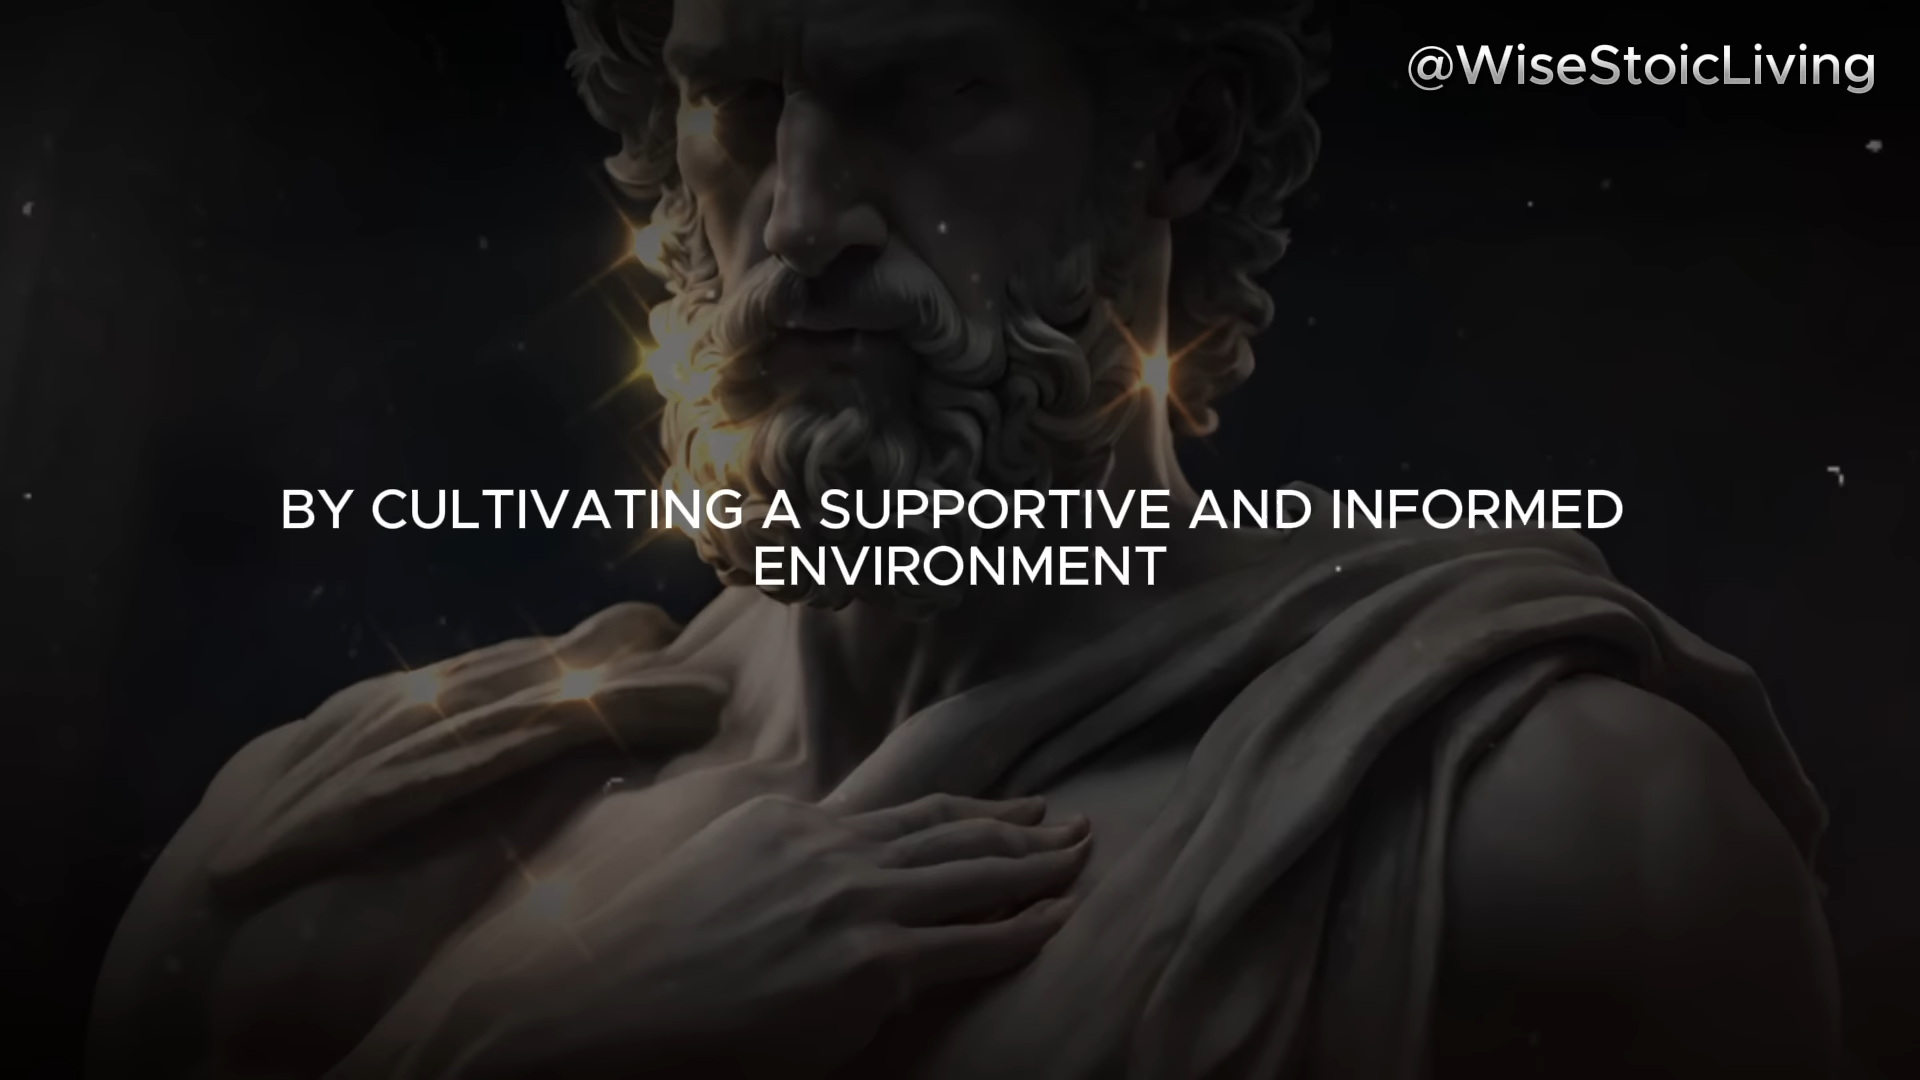 @WiseStoicLiving
BY CULTIVATING A SUPPORTIVE AND INFORMED
ENVIRONMENT